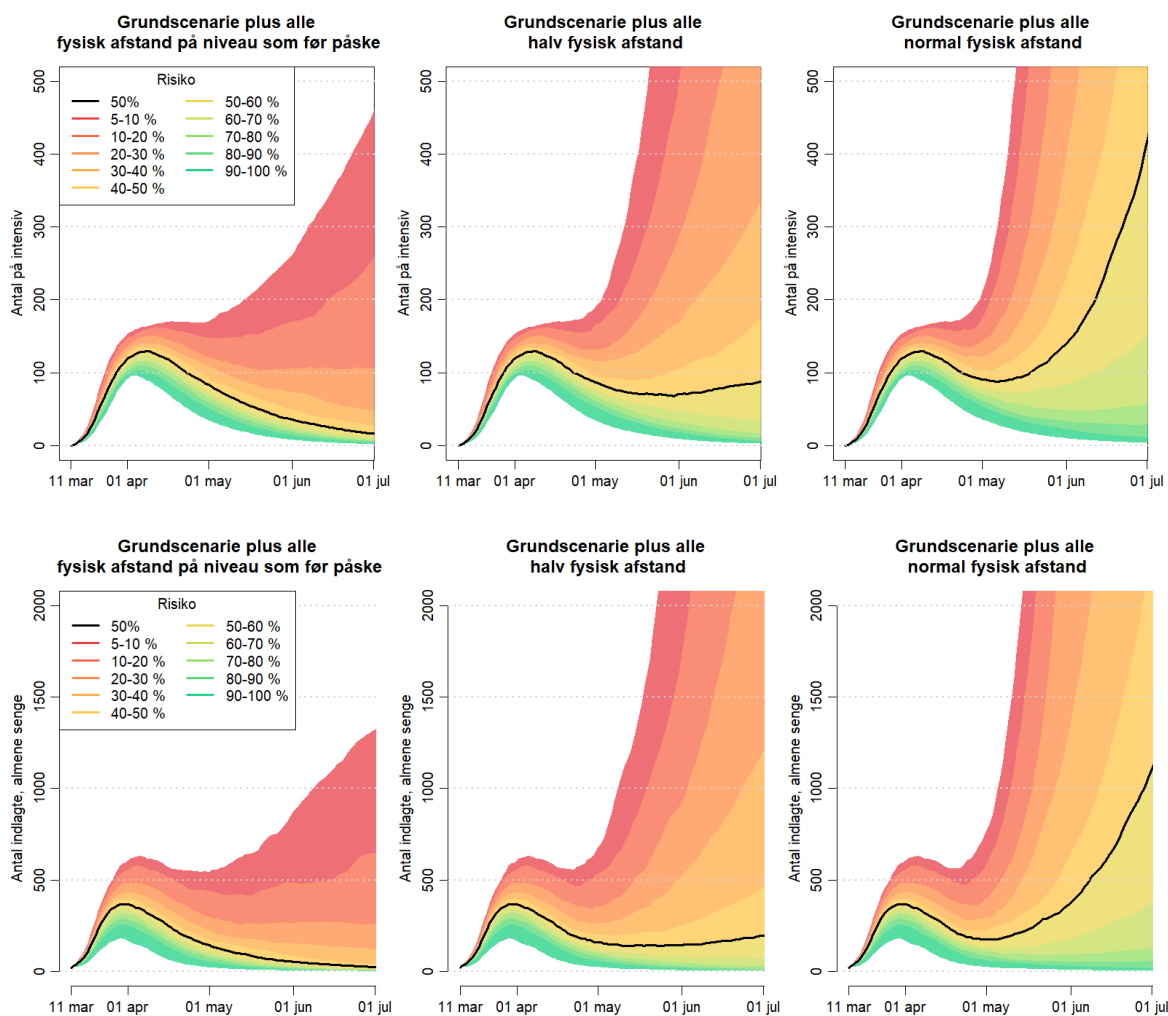 Grundscenarie plus alle
fysisk afstand på niveau som før påske
Grundscenarie plus alle
halv fysisk afstand
Grundscenarie plus alle
normal fysisk afstand
Antal på intensiv
500
400
300
200
100
0
Risiko
50%
5-10 %
10-20 %
20-30 %
30-40 %
40-50 %
50-60 %
60-70 %
70-80 %
80-90 %
90-100 %
11 mar 01 apr 01 may 01 jun 01 jul
Antal på intensiv
500
400
300
200
100
0
11 mar 01 apr 01 may 01 jun 01 jul
Antal på intensiv
500
400
300
200
100
0
11 mar 01 apr 01 may 01 jun 01 jul
Grundscenarie plus alle
fysisk afstand på niveau som før påske
Grundscenarie plus alle
halv fysisk afstand
Grundscenarie plus alle
normal fysisk afstand
Antal indlagte, almene senge
2000
1500
1000
500
0
Risiko
50%
5-10 %
10-20 %
20-30 %
30-40 %
40-50 %
50-60 %
60-70 %
70-80 %
80-90 %
90-100 %
11 mar 01 apr 01 may 01 jun 01 jul
Antal indlagte, almene senge
2000
1500
1000
500
0
11 mar 01 apr 01 may 01 jun 01 jul
Antal indlagte, almene senge
2000
1500
1000
500
0
11 mar 01 apr 01 may 01 jun 01 jul